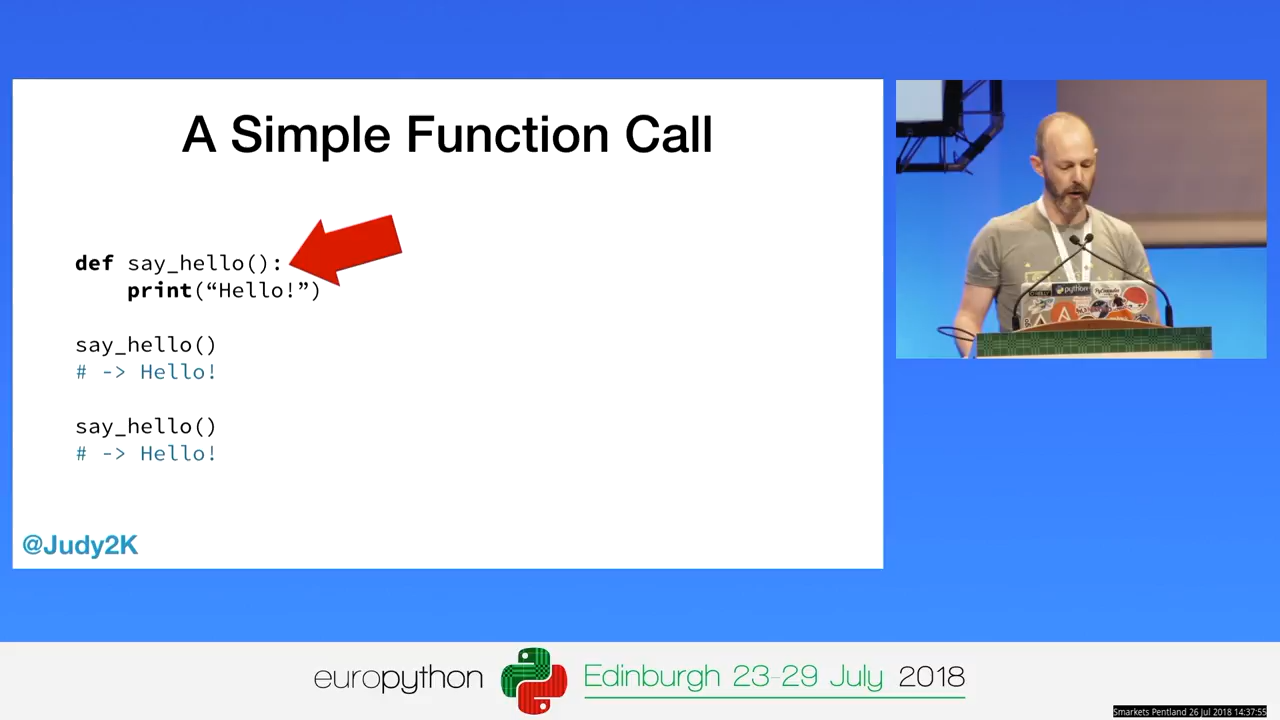 A Simple Function Call
def say_hello():
    print(“Hello!”)
say_hello()
# -> Hello!
say_hello()
# -> Hello!
@Judy2K
python
europython
Edinburgh 23-29 July 2018
Smarkets Pentland 26 Jul 2018 14:37:55